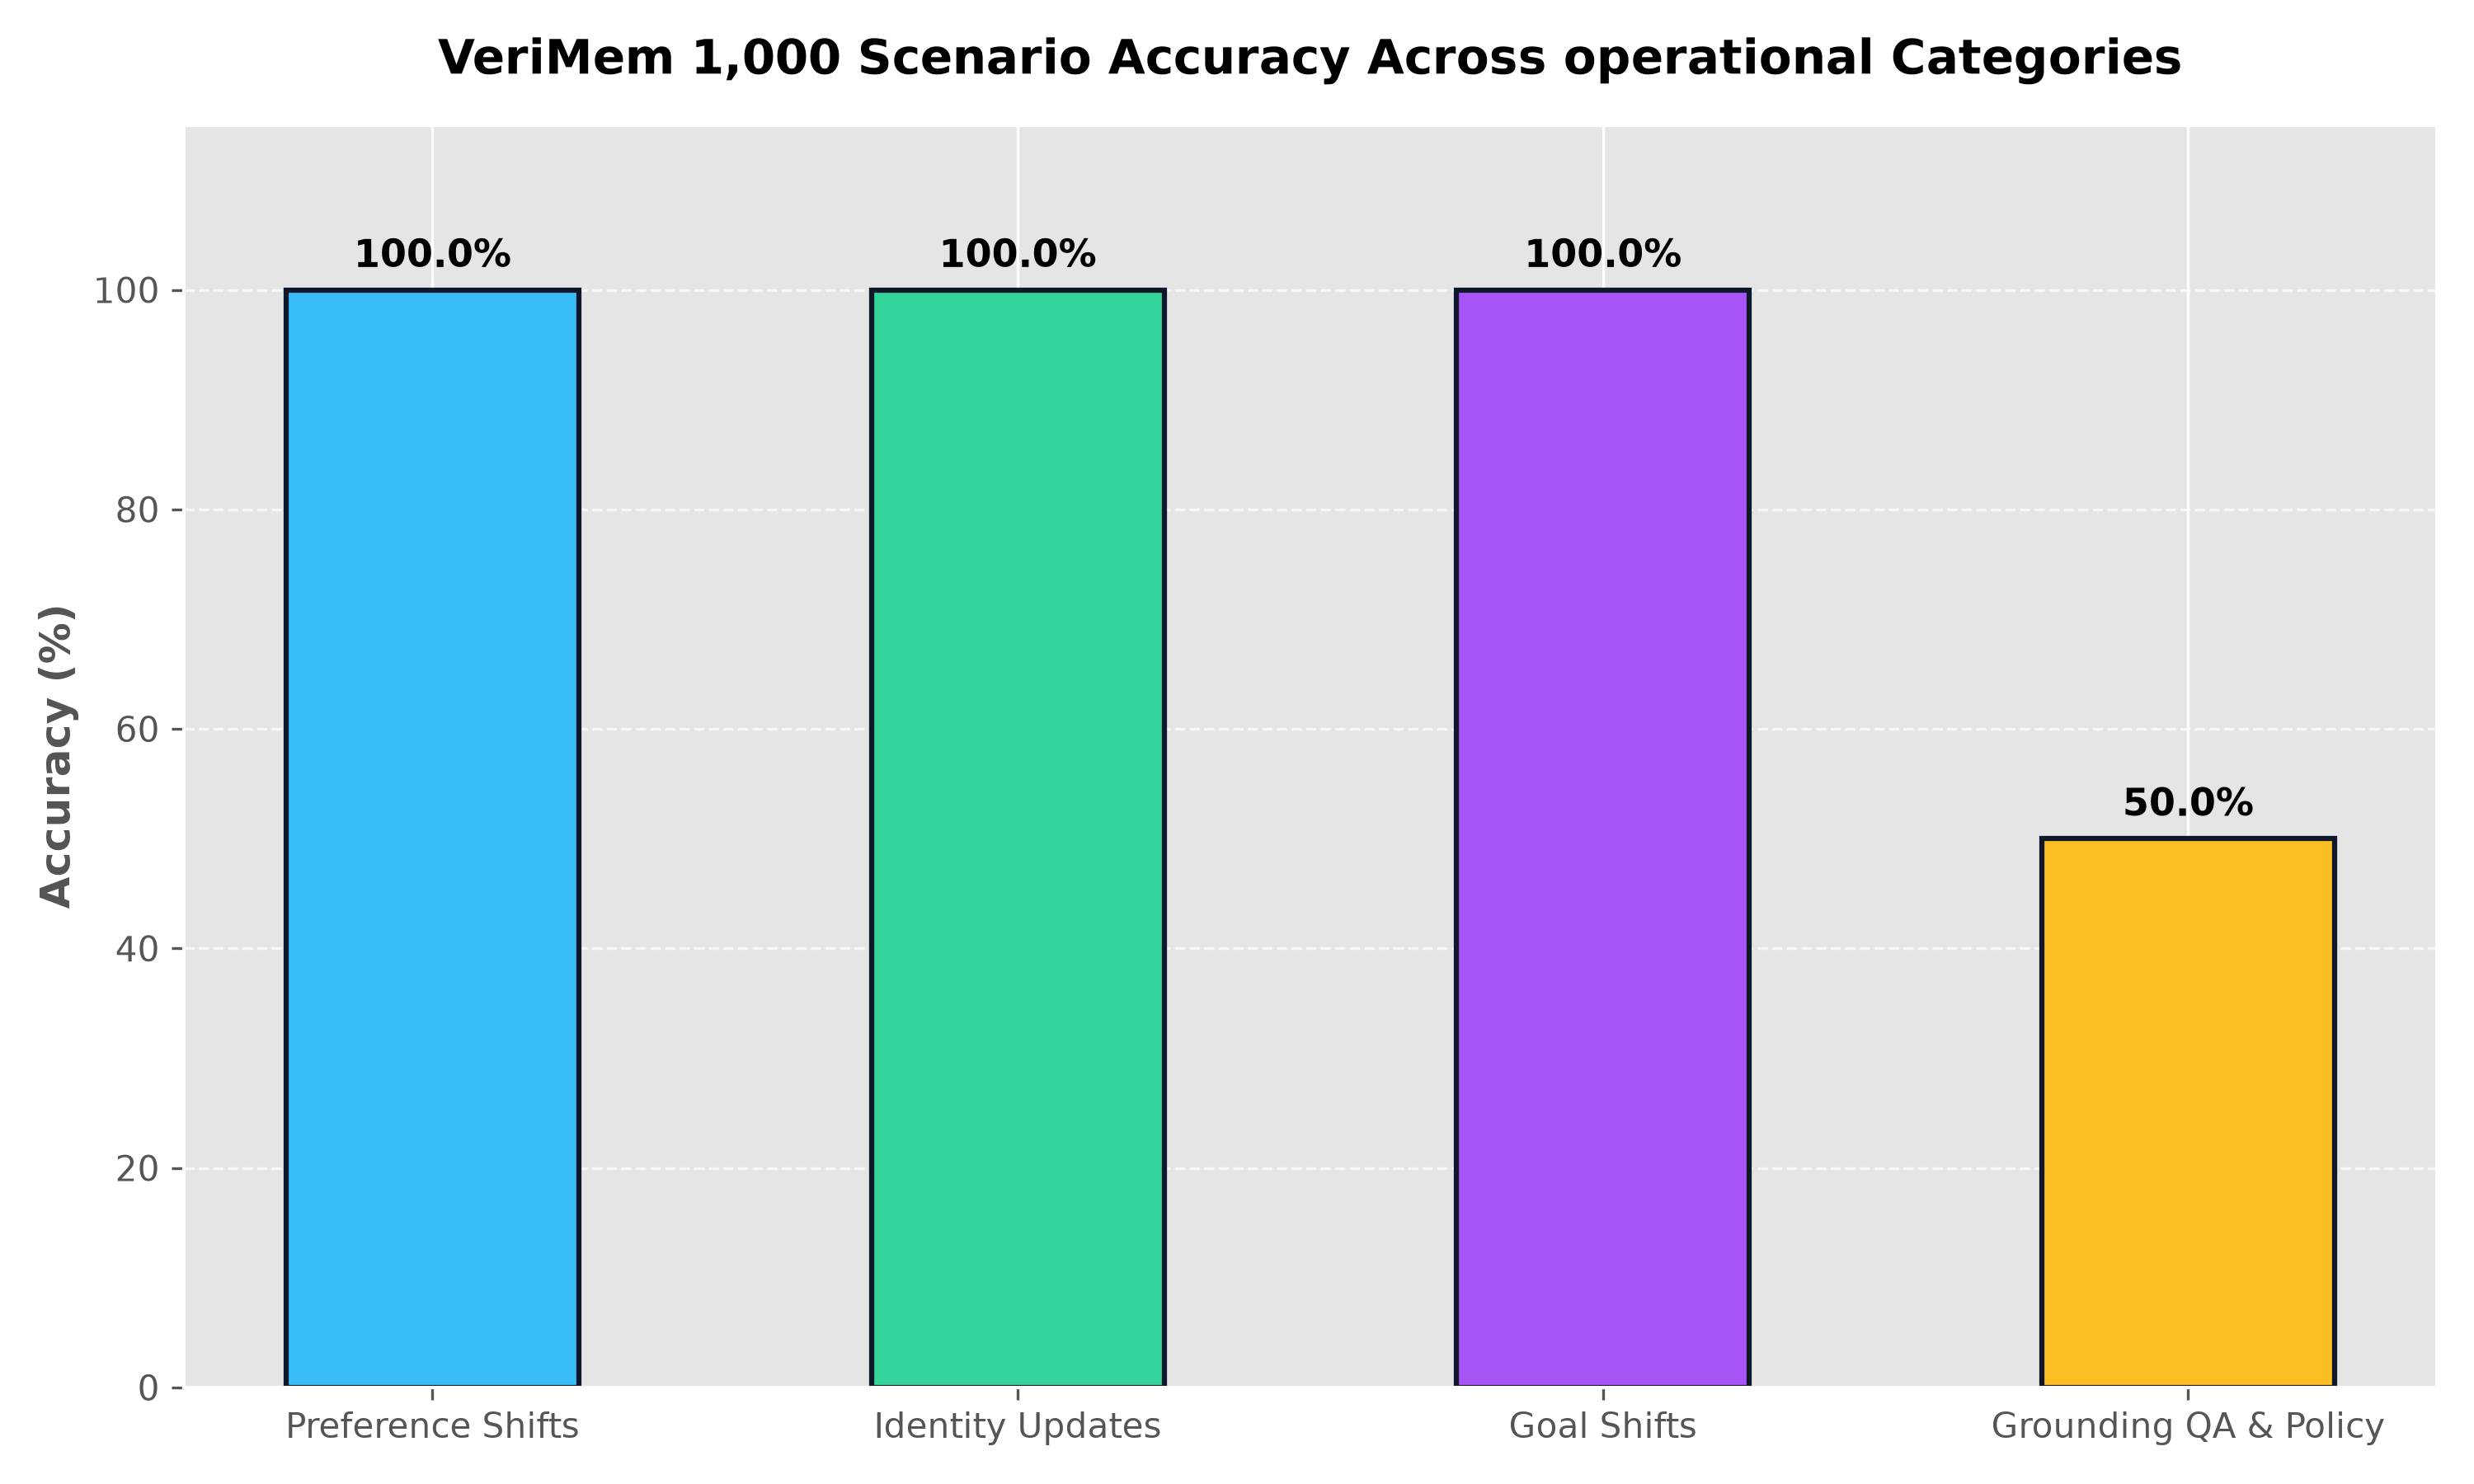 VeriMem 1,000 Scenario Accuracy Across operational Categories
100.0%
100.0%
100.0%
50.0%
Accuracy (%)
100
80
60
40
20
0
Preference Shifts
Identity Updates
Goal Shifts
Grounding QA & Policy